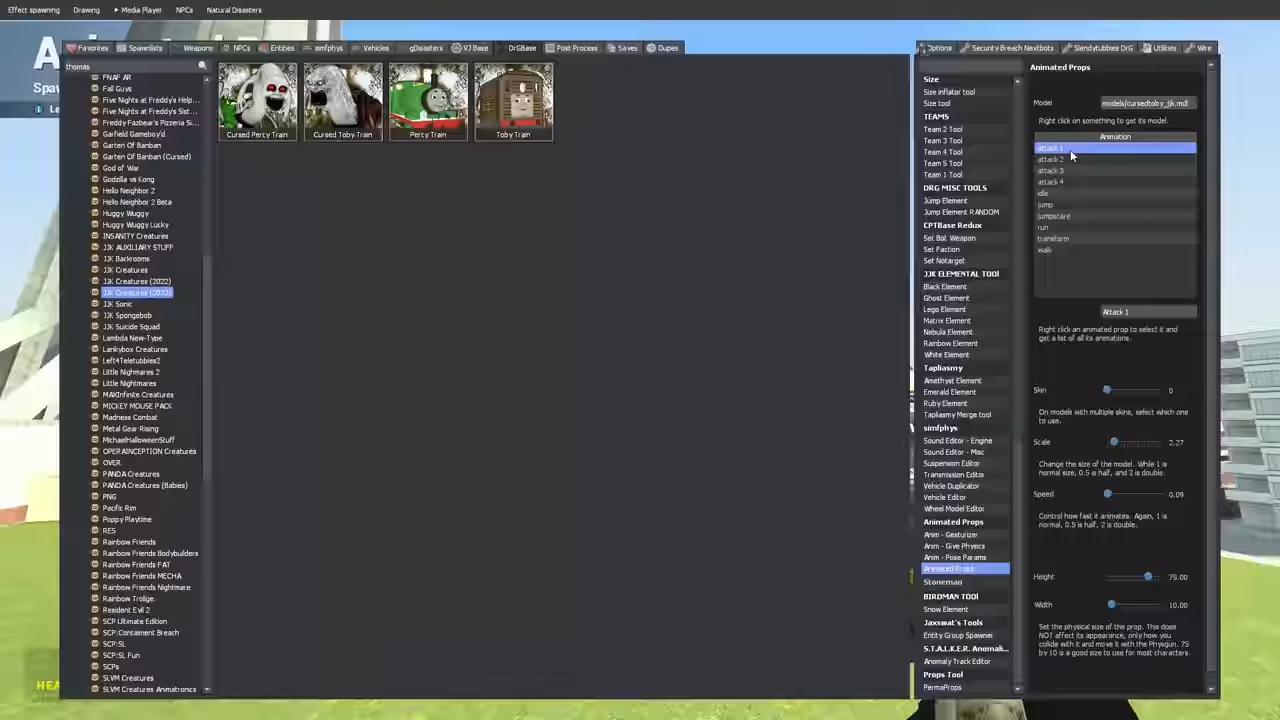 Effect spawning Drawing Media Player NPCs Natural Disasters
Favorites Spawnlists Weapons NPCs Entities simfphys Vehicles gDisasters VJ Base DrGBase Post Process Saves Dupes
Options Security Breach Nextbots Slendytubbies DrG Utilities Wire
thomas
FNAF AR
Fall Guys
Five Nights at Freddy's Help...
Five Nights at Freddy's Sist...
Freddy Fazbear's Pizzeria Si...
Garfield Gameboy'd
Garten Of Banban
Garten Of Banban (Cursed)
God of War
Godzilla vs Kong
Hello Neighbor 2
Hello Neighbor 2 Beta
Huggy Wuggy
Huggy Wuggy Lucky
INSANITY Creatures
JJK AUXILIARY STUFF
JJK Backrooms
JJK Creatures
JJK Creatures (2022)
JJK Creatures (2023)
JJK Sonic
JJK Spongebob
JJK Suicide Squad
Lambda New-Type
Lankybox Creatures
Left4Teletubbies2
Little Nighmares 2
Little Nightmares
MAXInfinite Creatures
MICKEY MOUSE PACK
Madness Combat
Metal Gear Rising
MichaelHalloweenStuff
OPERAINCEPTION Creatures
OVER
PANDA Creatures
PANDA Creatures (Babies)
PNG
Pacific Rim
Poppy Playtime
RE5
Rainbow Friends
Rainbow Friends Bodybuilders
Rainbow Friends FAT
Rainbow Friends MECHA
Rainbow Friends Nightmare
Rainbow Trollge
Resident Evil 2
SCP Ultimate Edition
SCP:Containment Breach
SCP:SL
SCP:SL Fun
SCPs
SLVM Creatures
SLVM Creatures Animatronics
Cursed Percy Train
Cursed Toby Train
Percy Train
Toby Train
Size
Size inflator tool
Size tool
TEAMS
Team 2 Tool
Team 3 Tool
Team 4 Tool
Team 5 Tool
Team 1 Tool
DRG MISC TOOLS
Jump Element
Jump Element RANDOM
CPTBase Redux
Set Bot Weapon
Set Faction
Set Notarget
JJK ELEMENTAL TOOL
Black Element
Ghost Element
Lego Element
Matrix Element
Nebula Element
Rainbow Element
White Element
Tapliasmy
Amethyst Element
Emerald Element
Ruby Element
Tapliasmy Merge tool
simfphys
Sound Editor - Engine
Sound Editor - Misc
Suspension Editor
Transmission Editor
Vehicle Duplicator
Vehicle Editor
Wheel Model Editor
Animated Props
Anim - Gesturizer
Anim - Give Physics
Anim - Pose Params
Animated Props
Stoneman
BIRDMAN TOOL
Snow Element
Jaxswat's Tools
Entity Group Spawner
S.T.A.L.K.E.R. Anomali...
Anomaly Track Editor
Props Tool
PermaProps
Animated Props
Model models/cursedtoby_tjk.mdl
Right click on something to get its model.
Animation
attack 1
attack 2
attack 3
attack 4
idle
jump
jumpscare
run
transform
walk
Attack 1
Right click an animated prop to select it and
get a list of all its animations.
Skin 0
On models with multiple skins, select which one
to use.
Scale 2.27
Change the size of the model. While 1 is
normal size, 0.5 is half, and 2 is double.
Speed 0.09
Control how fast it animates. Again, 1 is
normal, 0.5 is half, 2 is double.
Height 75.00
Width 10.00
Set the physical size of the prop. This does
NOT affect its appearance, only how you
collide with it and move it with the Physgun. 75
by 10 is a good size to use for most characters.